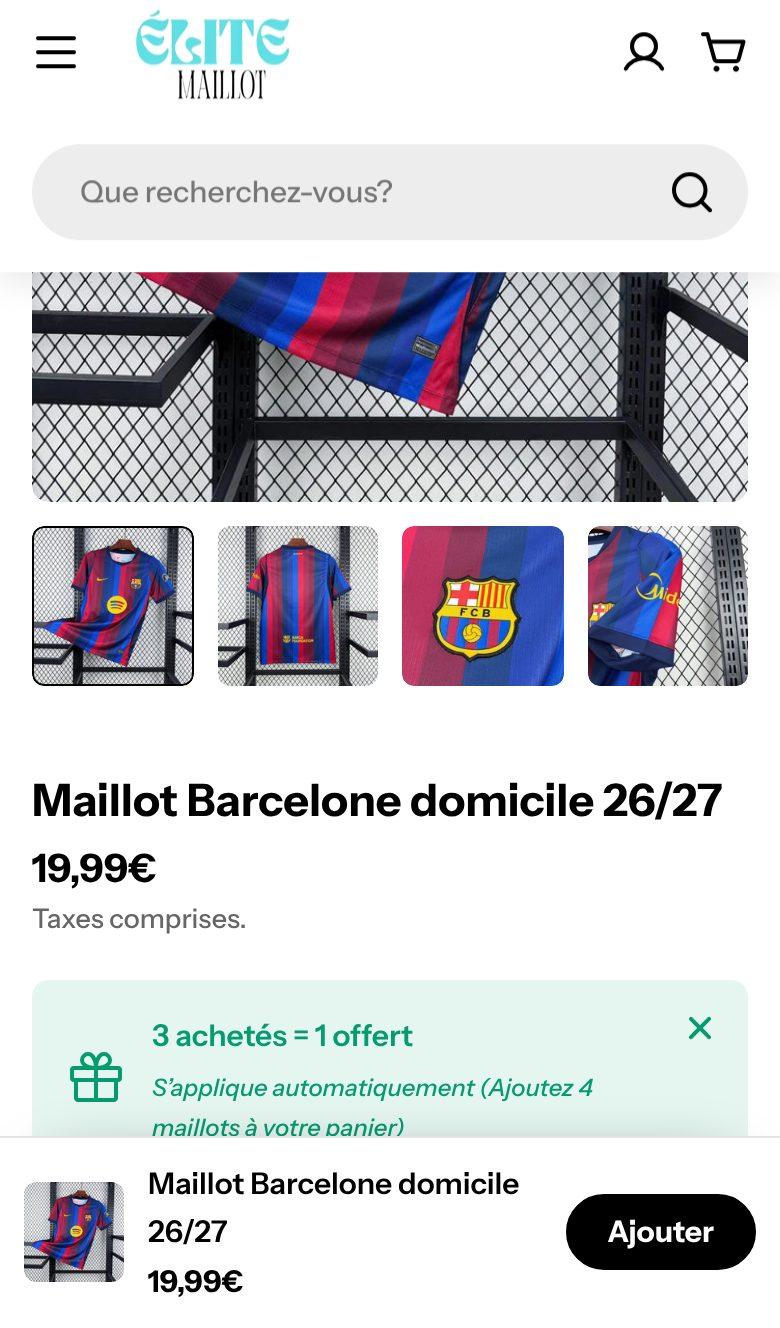 ÉLITE
MAILLOT
Que recherchez-vous?
FCB
Mide
Maillot Barcelone domicile 26/27
19,99€
Taxes comprises.
3 achetés = 1 offert
S'applique automatiquement (Ajoutez 4
maillots à votre panier)
Maillot Barcelone domicile
26/27
19,99€
Ajouter